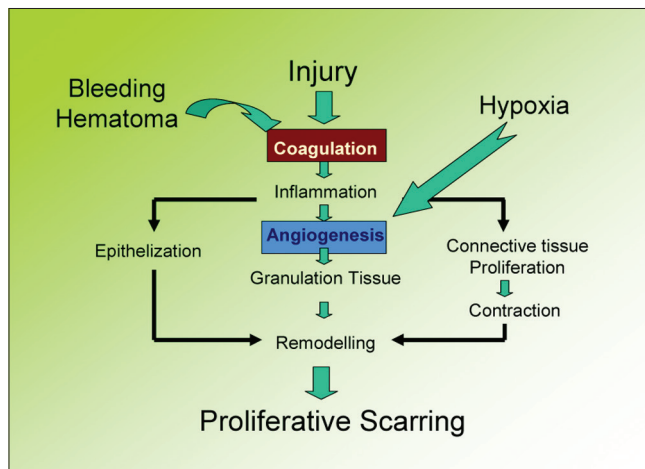 Injury
Bleeding
Hematoma
Hypoxia
Coagulation
Inflammation
Angiogenesis
Epithelization
Connective tissue
Proliferation
Granulation Tissue
Contraction
Remodelling
Proliferative Scarring